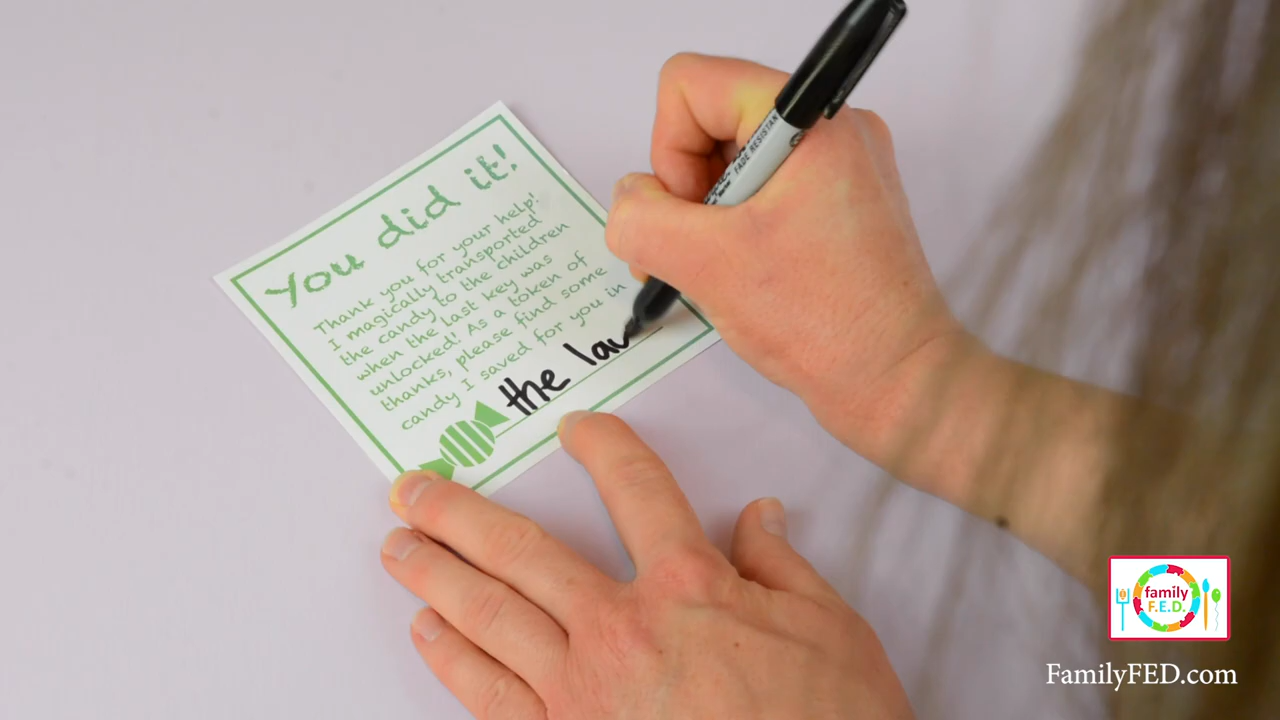 You did it!
Thank you for your help!
I magically transported
the candy to the children
when the last key was
unlocked! As a token of
thanks, please find some
candy I saved for you in
the lau
FADE RESISTAN
family
F.E.D.
FamilyFED.com